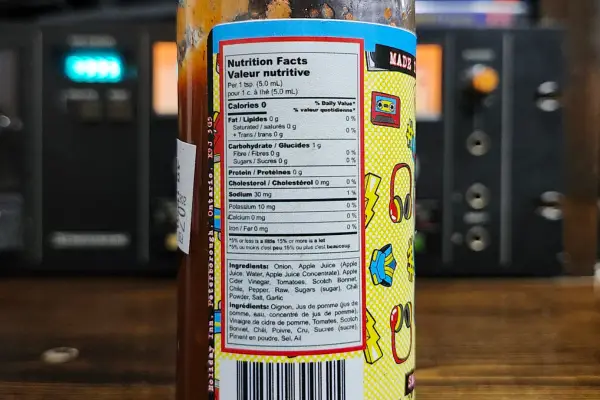 MADE
Nutrition Facts
Valeur nutritive
Per 1 tsp (5.0 mL)
pour 1 c. à thé (5.0 mL)
Calories 0
% Daily Value*
% valeur quotidienne*
Fat / Lipides 0 g 0 %
Saturated / saturés 0 g
+ Trans / trans 0 g 0 %
Carbohydrate / Glucides 1 g
Fibre / Fibres 0 g 0 %
Sugars / Sucres 0 g 0 %
Protein / Protéines 0 g
Cholesterol / Cholestérol 0 mg 0 %
Sodium 30 mg 1 %
Potassium 10 mg 0 %
Calcium 0 mg 0 %
Iron / Fer 0 mg 0 %
*5% or less is a little 15% or more is a lot
*5% ou moins c'est peu 15% ou plus c'est beaucoup
Ingredients: Onion, Apple Juice (Apple
Juice, Water, Apple Juice Concentrate), Apple
Cider Vinegar, Tomatoes, Scotch Bonnet,
Chile, Pepper, Raw, Sugars (sugar), Chili
Powder, Salt, Garlic
Ingrédients: Oignon, Jus de pomme (jus de
pomme, eau, concentré de jus de pomme),
Vinaigre de cidre de pomme, Tomates, Scotch
Bonnet, Chili, Poivre, Cru, Sucres (sucre),
Piment en poudre, Sel, Ail
Peterborough, Ontario,